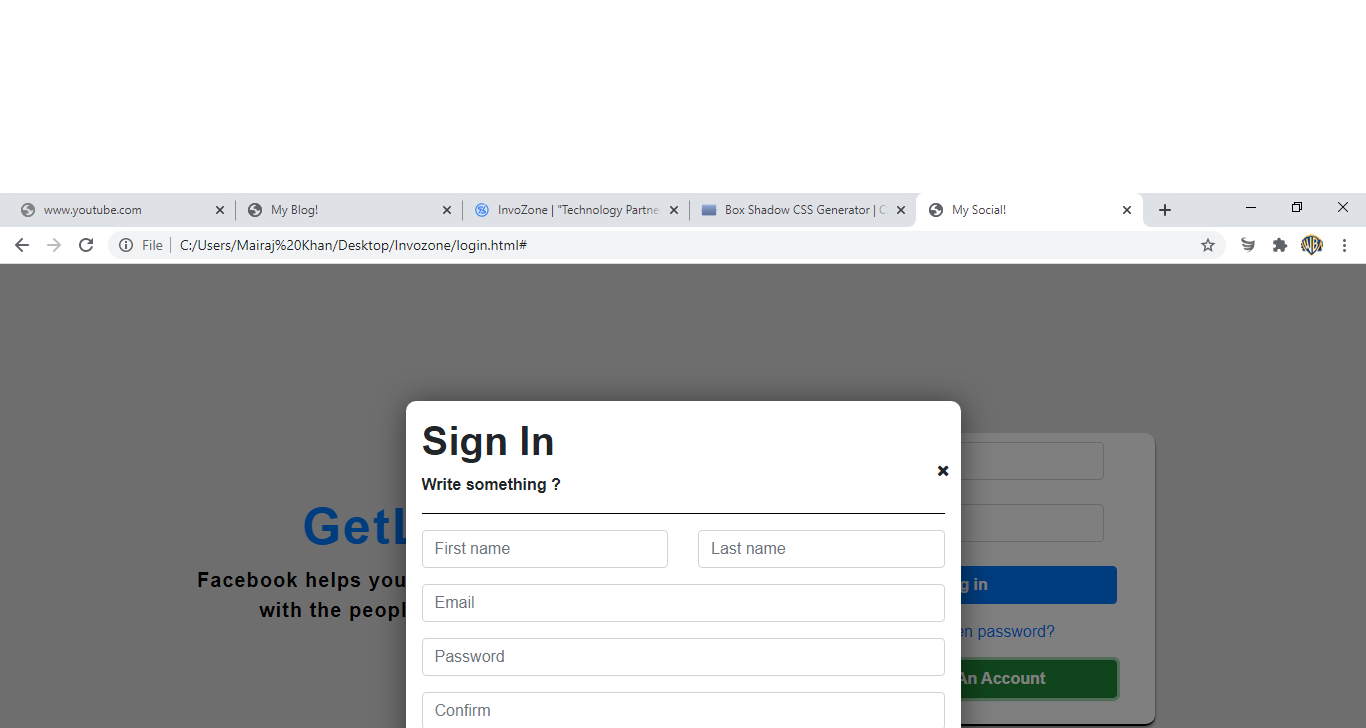 www.youtube.com
My Blog!
InvoZone | "Technology Partne
Box Shadow CSS Generator | C
My Social!
File
C:/Users/Mairaj%20Khan/Desktop/Invozone/login.html#
Sign In
Write something ?
First name
Last name
Email
Password
Confirm
GetL
Facebook helps you
with the peopl
g in
en password?
An Account